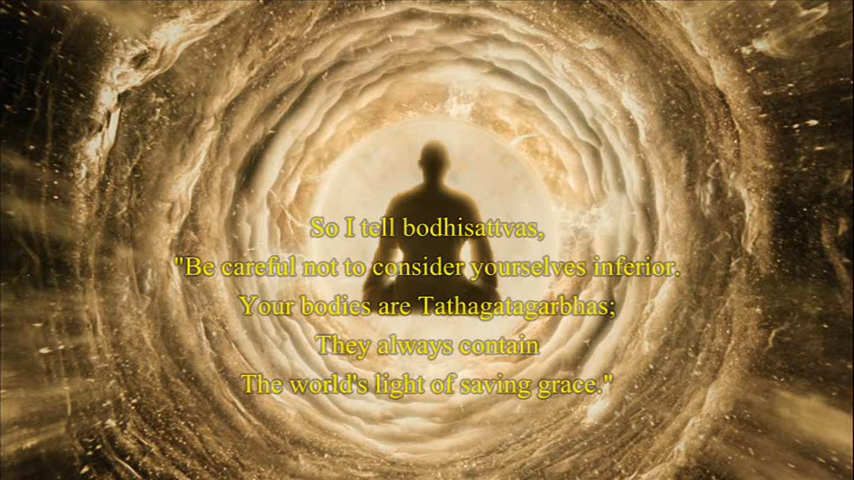 So I tell bodhisattvas,
"Be careful not to consider yourselves inferior.
Your bodies are Tathagatagarbhas;
They always contain
The world's light of saving grace."